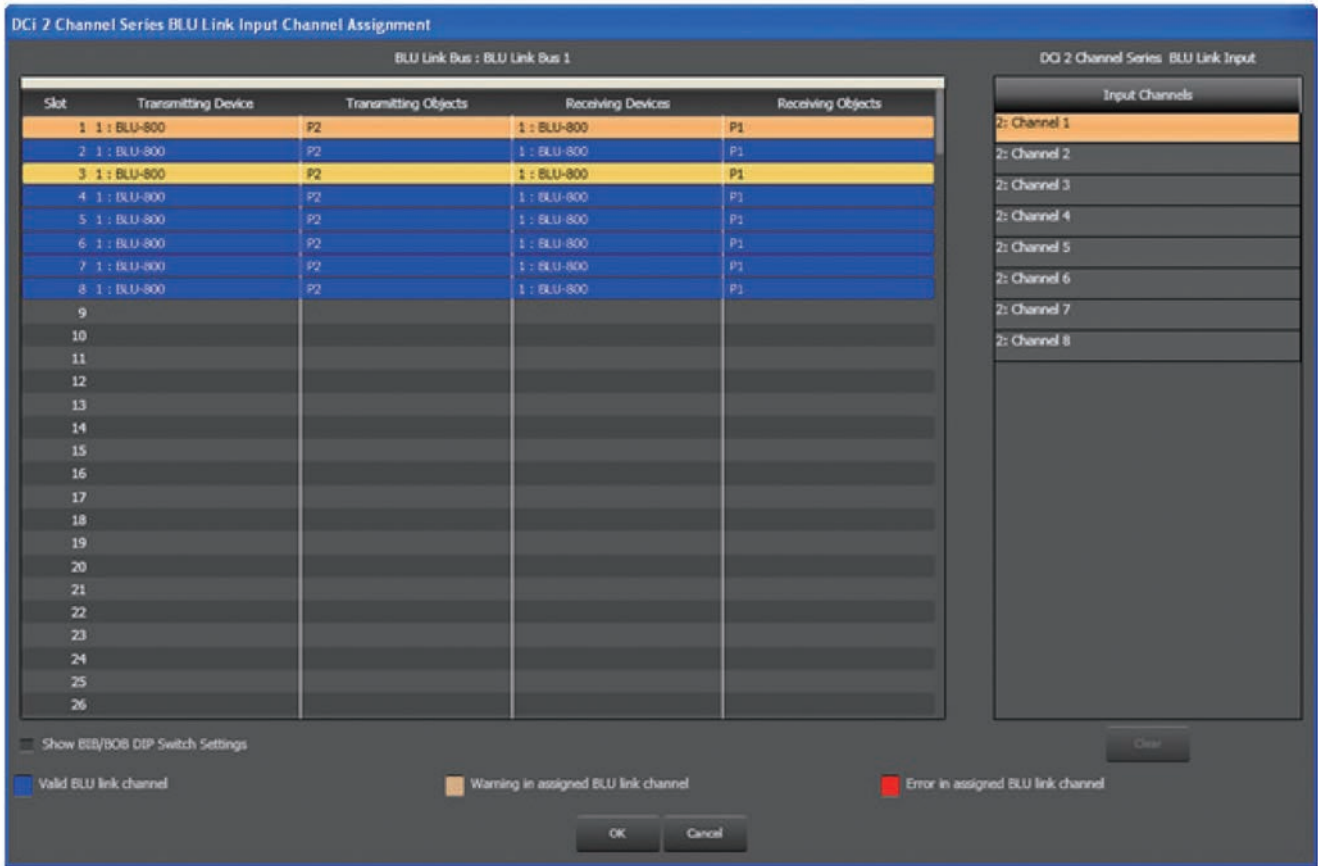 DCi 2 Channel Series BLU Link Input Channel Assignment
BLU Link Bus : BLU Link Bus 1
DCi 2 Channel Series BLU Link Input
Slot Transmitting Device Transmitting Objects Receiving Devices Receiving Objects
1 1 : BLU-800 P2 1 : BLU-800 P1
2 1 : BLU-800 P2 1 : BLU-800 P1
3 1 : BLU-800 P2 1 : BLU-800 P1
4 1 : BLU-800 P2 1 : BLU-800 P1
5 1 : BLU-800 P2 1 : BLU-800 P1
6 1 : BLU-800 P2 1 : BLU-800 P1
7 1 : BLU-800 P2 1 : BLU-800 P1
8 1 : BLU-800 P2 1 : BLU-800 P1
9
10
11
12
13
14
15
16
17
18
19
20
21
22
23
24
25
26
Input Channels
2: Channel 1
2: Channel 2
2: Channel 3
2: Channel 4
2: Channel 5
2: Channel 6
2: Channel 7
2: Channel 8
Show BIB/BOB DIP Switch Settings
Clear
Valid BLU link channel
Warning in assigned BLU link channel
Error in assigned BLU link channel
OK
Cancel